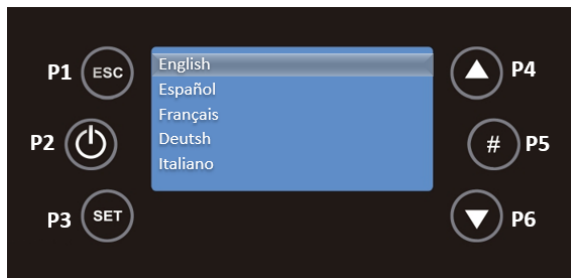 P1 ESC
English
P4
Español
Français
P2
# P5
Deutsh
Italiano
P3 SET
P6